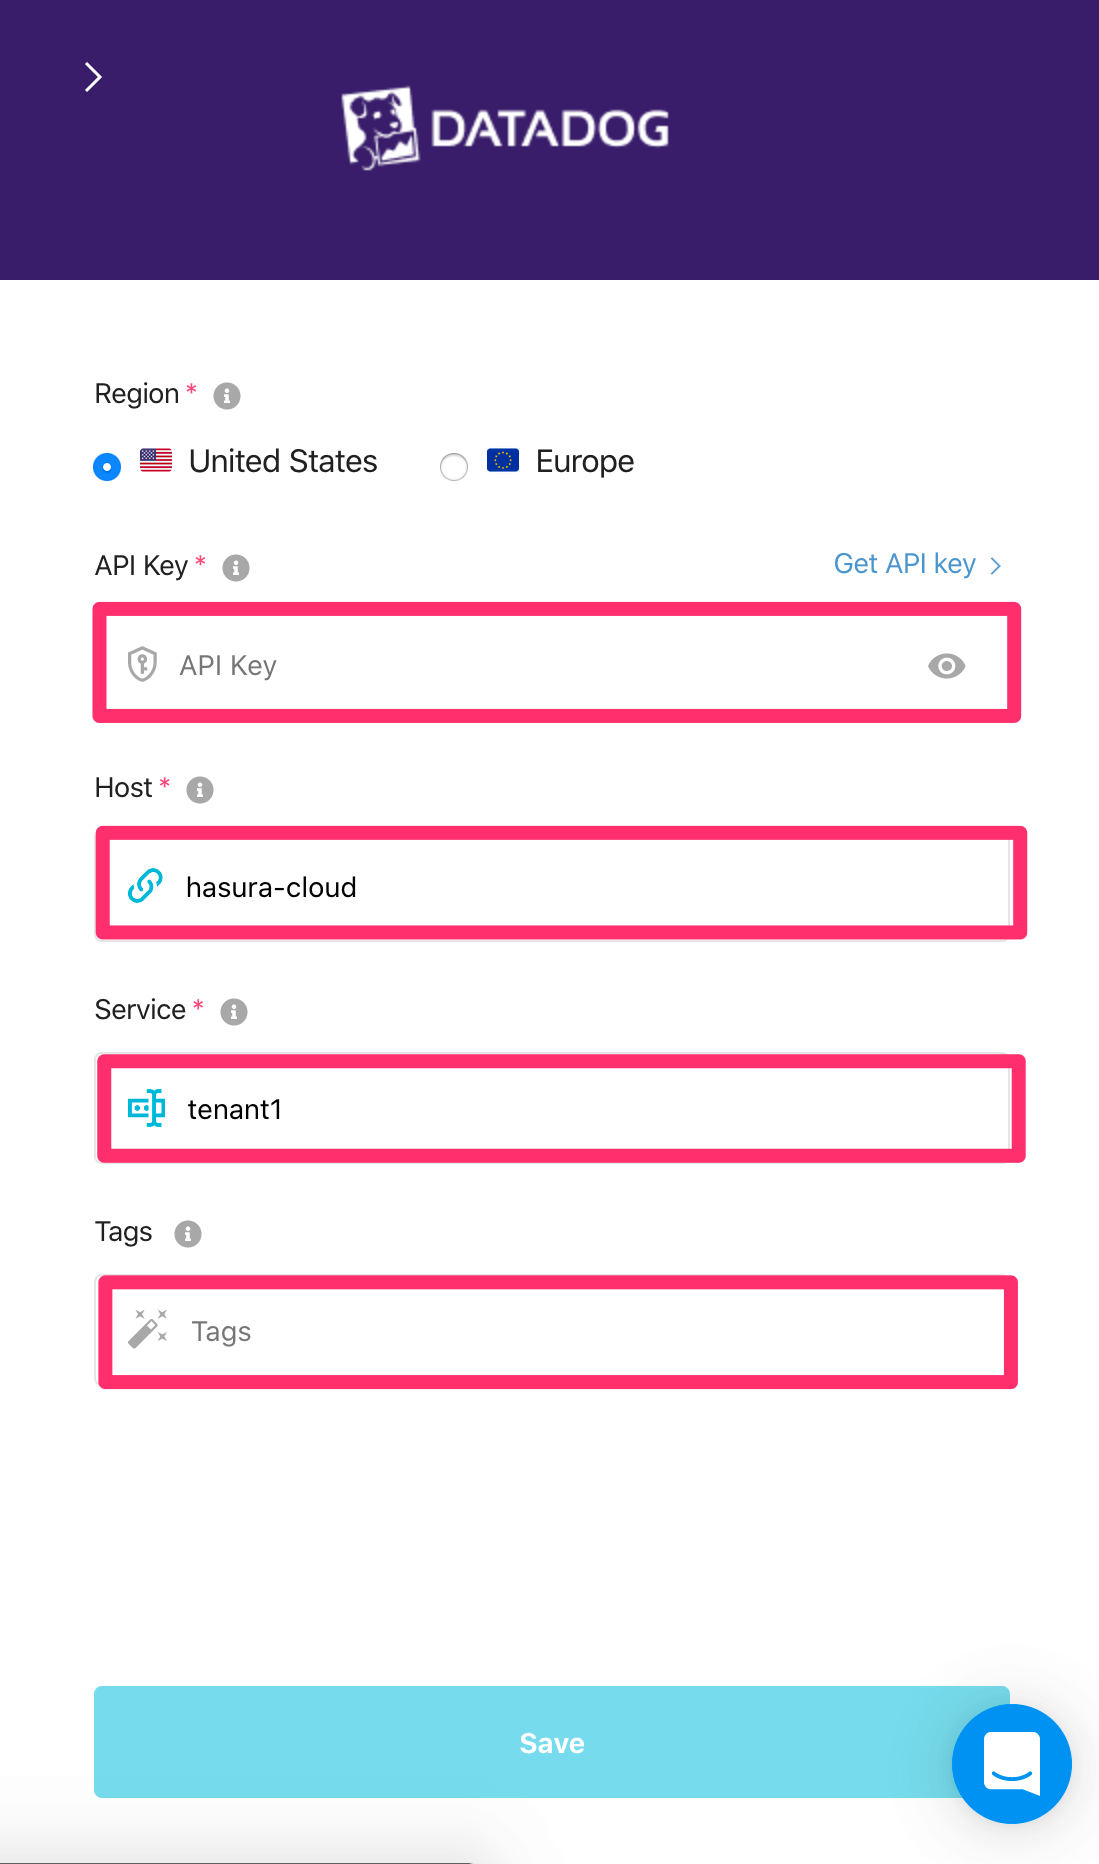 DATADOG
Region *
United States
Europe
API Key *
Get API key >
API Key
Host *
hasura-cloud
Service *
tenant1
Tags
Tags
Save